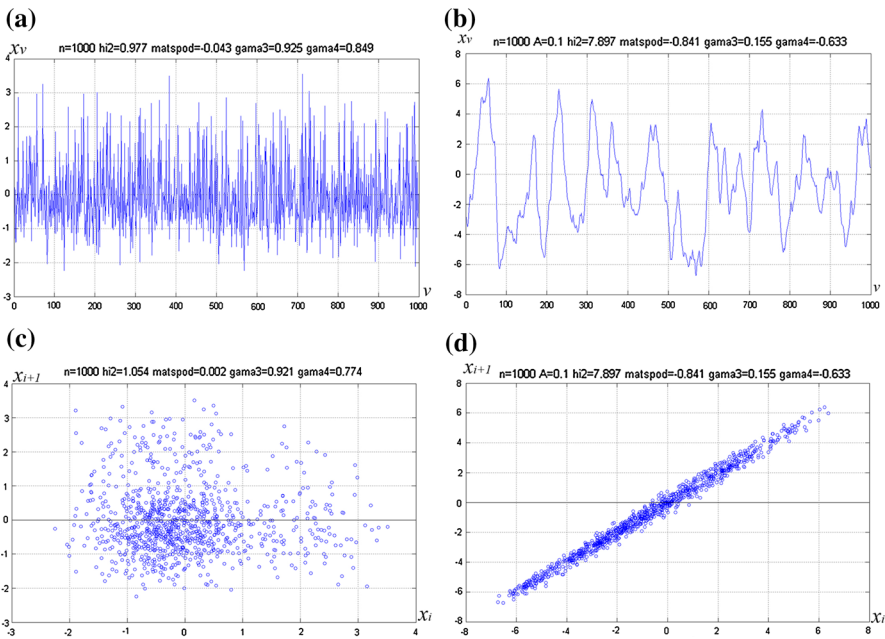 (a)
xv
n=1000 hi2=0.977 matspod=-0.043 gama3=0.925 gama4=0.849
4
3
2
1
0
-1
-2
-3
0 100 200 300 400 500 600 700 800 900 1000
v
(b)
xv
n=1000 A=0.1 hi2=7.897 matspod=-0.841 gama3=0.155 gama4=-0.633
8
6
4
2
0
-2
-4
-6
-8
0 100 200 300 400 500 600 700 800 900 1000
v
(c)
xi+1
n=1000 hi2=1.054 matspod=0.002 gama3=0.921 gama4=0.774
4
3
2
1
0
-1
-2
-3
-3 -2 -1 0 1 2 3 4
xi
(d)
xi+1
n=1000 A=0.1 hi2=7.897 matspod=-0.841 gama3=0.155 gama4=-0.633
8
6
4
2
0
-2
-4
-6
-8
-8 -6 -4 -2 0 2 4 6 8
xi